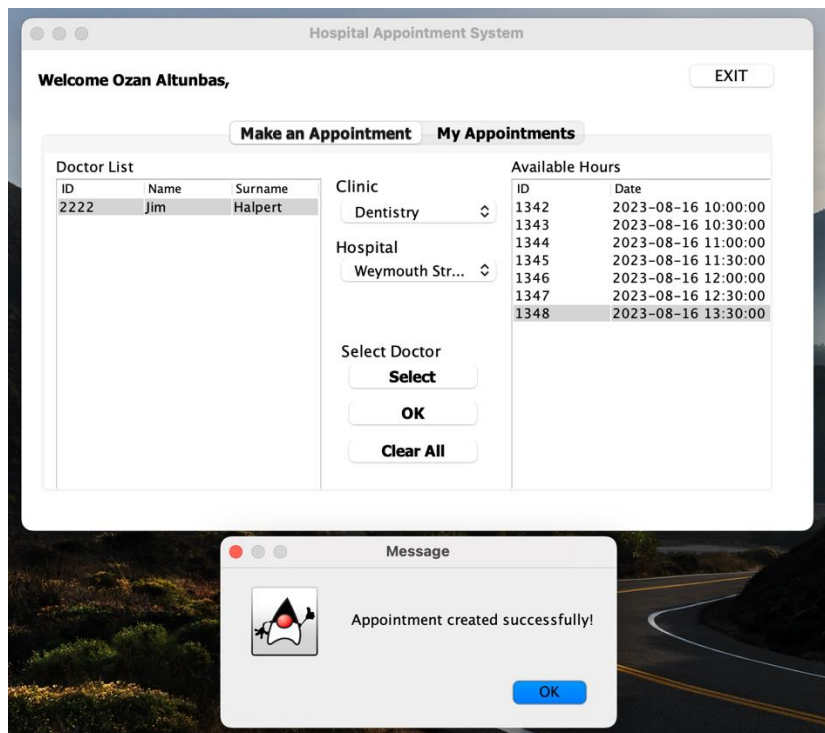 Hospital Appointment System
Welcome Ozan Altunbas,
EXIT
Make an Appointment My Appointments
Doctor List
ID Name Surname
2222 Jim Halpert
Clinic
Dentistry
Hospital
Weymouth Str...
Select Doctor
Select
OK
Clear All
Available Hours
ID Date
1342 2023-08-16 10:00:00
1343 2023-08-16 10:30:00
1344 2023-08-16 11:00:00
1345 2023-08-16 11:30:00
1346 2023-08-16 12:00:00
1347 2023-08-16 12:30:00
1348 2023-08-16 13:30:00
Message
Appointment created successfully!
OK